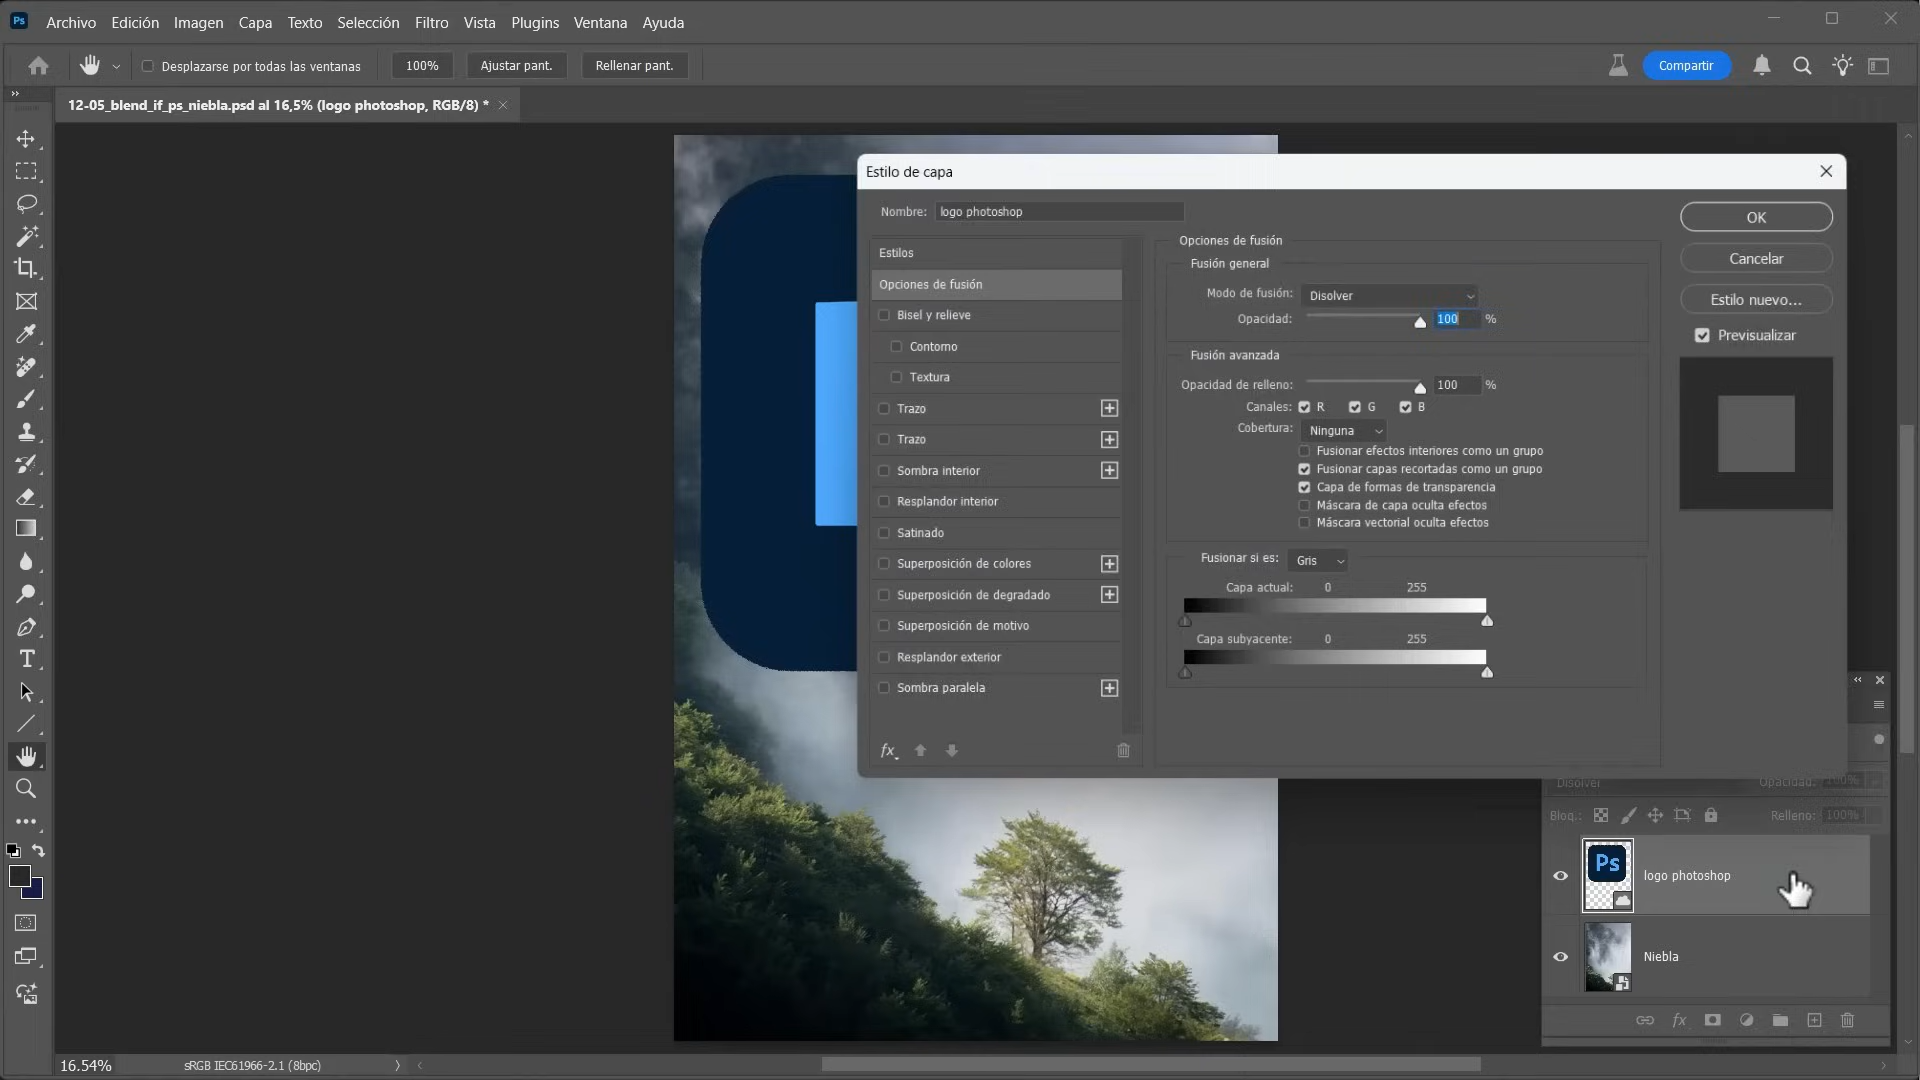 Ps Archivo Edición Imagen Capa Texto Selección Filtro Vista Plugins Ventana Ayuda
Desplazarse por todas las ventanas 100% Ajustar pant. Rellenar pant. Compartir
12-05_blend_if_ps_niebla.psd al 16,5% (logo photoshop, RGB/8) *
Estilo de capa
Nombre: logo photoshop
Estilos
Opciones de fusión
Bisel y relieve
Contorno
Textura
Trazo
Trazo
Sombra interior
Resplandor interior
Satinado
Superposición de colores
Superposición de degradado
Superposición de motivo
Resplandor exterior
Sombra paralela
fx
Opciones de fusión
Fusión general
Modo de fusión: Disolver
Opacidad: 100 %
Fusión avanzada
Opacidad de relleno: 100 %
Canales: R G B
Cobertura: Ninguna
Fusionar efectos interiores como un grupo
Fusionar capas recortadas como un grupo
Capa de formas de transparencia
Máscara de capa oculta efectos
Máscara vectorial oculta efectos
Fusionar si es: Gris
Capa actual: 0 255
Capa subyacente: 0 255
OK
Cancelar
Estilo nuevo...
Previsualizar
Disolver Opacidad: 100%
Bloq.: Relleno: 100%
Ps logo photoshop
Niebla
fx
16.54% sRGB IEC61966-2.1 (8bpc)